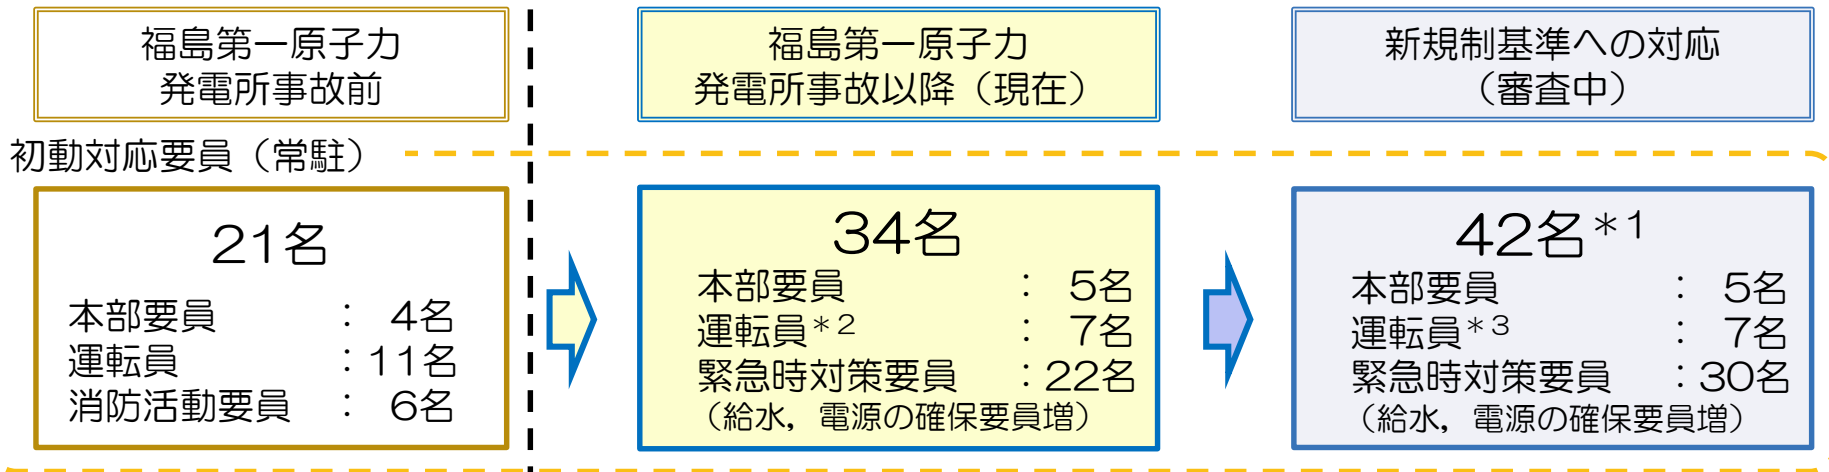 福島第一原子力
発電所事故前
福島第一原子力
発電所事故以降（現在）
新規制基準への対応
（審査中）
初動対応要員（常駐）
21名
本部要員 ： 4名
運転員 ：11名
消防活動要員 ： 6名
34名
本部要員 ： 5名
運転員＊2 ： 7名
緊急時対策要員 ：22名
（給水，電源の確保要員増）
42名＊1
本部要員 ： 5名
運転員＊3 ： 7名
緊急時対策要員 ：30名
（給水，電源の確保要員増）